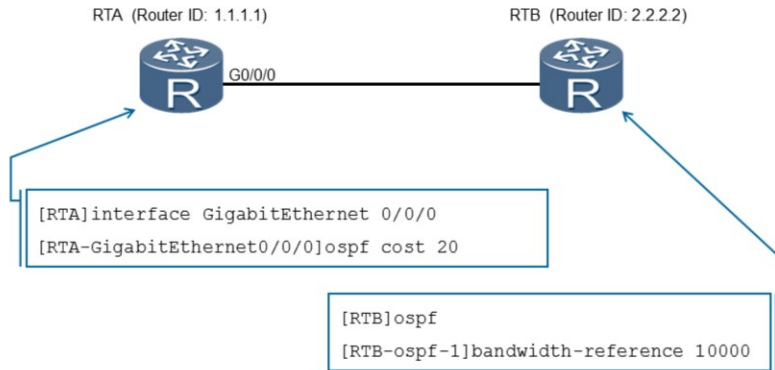 RTA (Router ID: 1.1.1.1)
RTB (Router ID: 2.2.2.2)
G0/0/0
R
R
[RTA]interface GigabitEthernet 0/0/0
[RTA-GigabitEthernet0/0/0]ospf cost 20
[RTB]ospf
[RTB-ospf-1]bandwidth-reference 10000